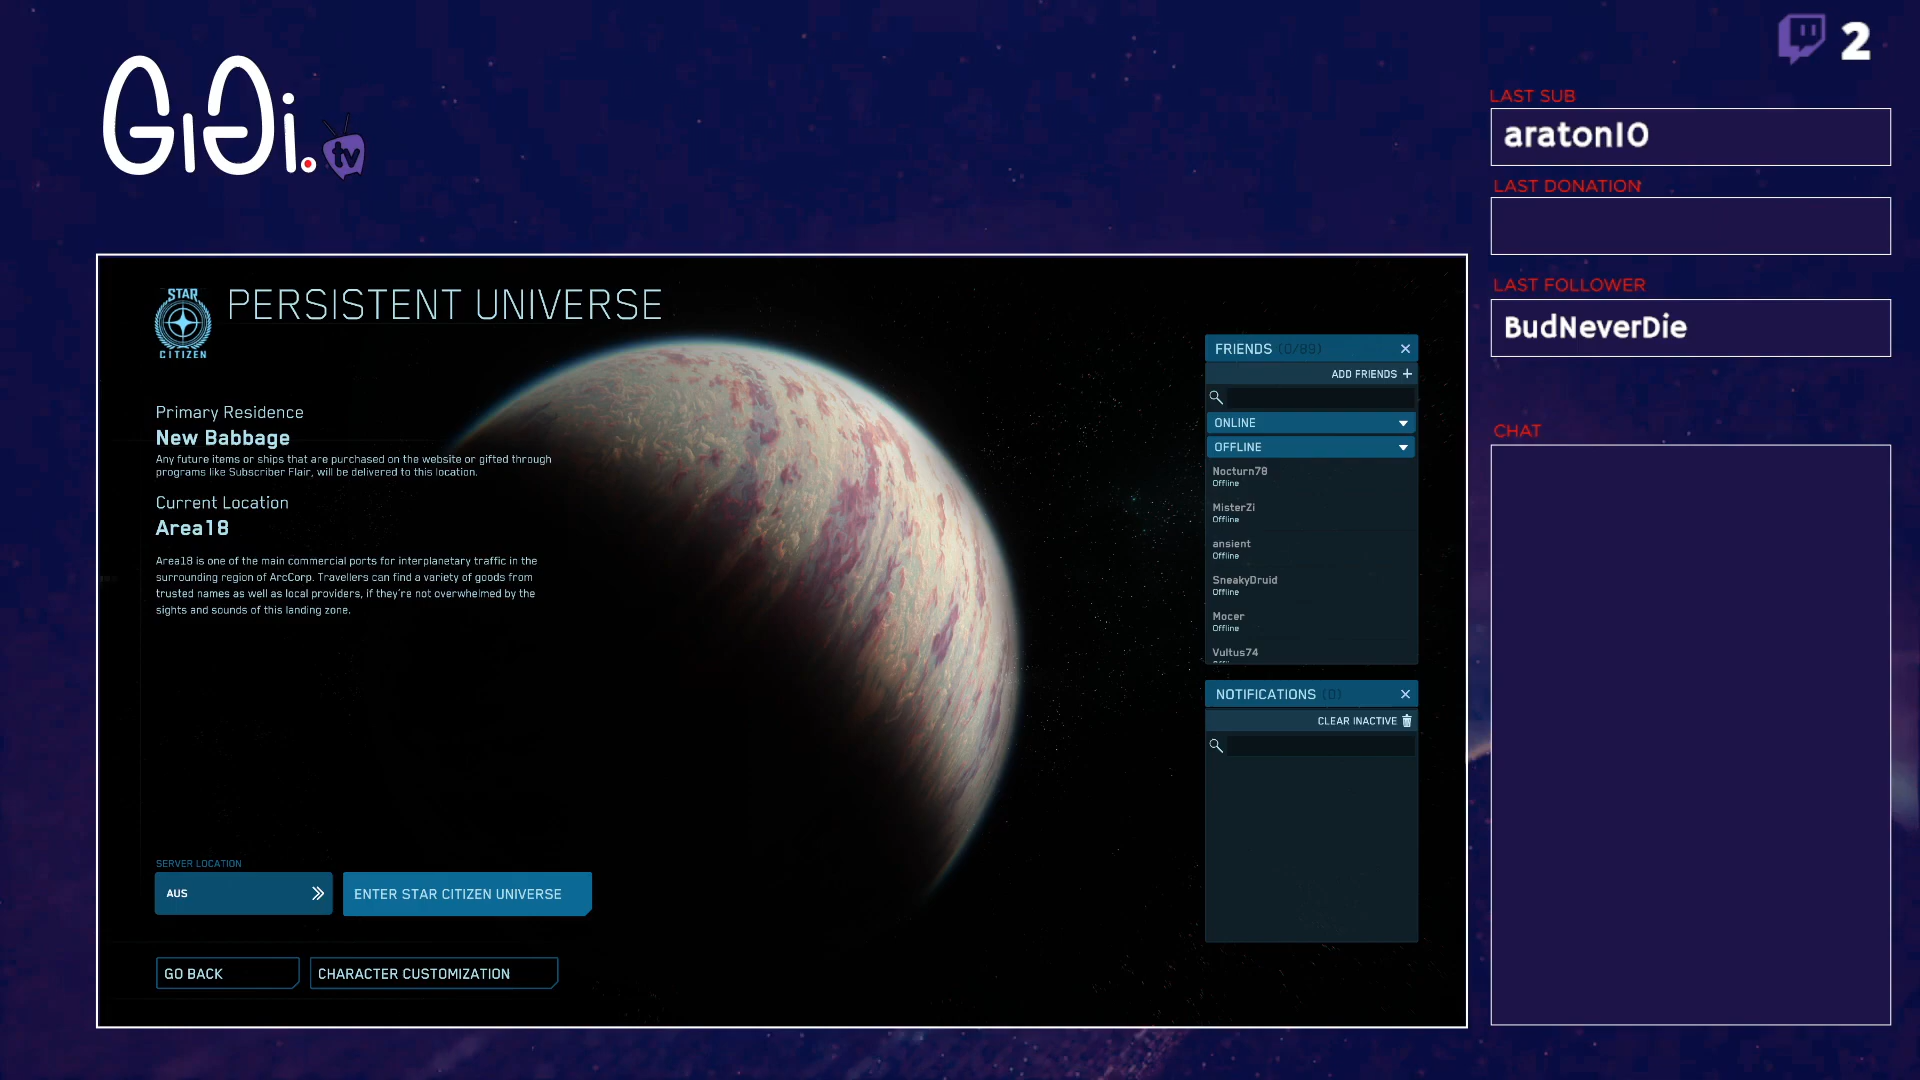 GiGi.
tv
2
LAST SUB
araton10
LAST DONATION
LAST FOLLOWER
BudNeverDie
CHAT
STAR
CITIZEN
PERSISTENT UNIVERSE
Primary Residence
New Babbage
Any future items or ships that are purchased on the website or gifted through
programs like Subscriber Flair, will be delivered to this location.
Current Location
Area18
Area18 is one of the main commercial ports for interplanetary traffic in the
surrounding region of ArcCorp. Travellers can find a variety of goods from
trusted names as well as local providers, if they're not overwhelmed by the
sights and sounds of this landing zone.
SERVER LOCATION
AUS
ENTER STAR CITIZEN UNIVERSE
GO BACK
CHARACTER CUSTOMIZATION
FRIENDS (0/89)
ADD FRIENDS
ONLINE
OFFLINE
Nocturn78
Offline
MisterZi
Offline
ansient
Offline
SneakyDruid
Offline
Mocer
Offline
Vultus74
NOTIFICATIONS (0)
CLEAR INACTIVE